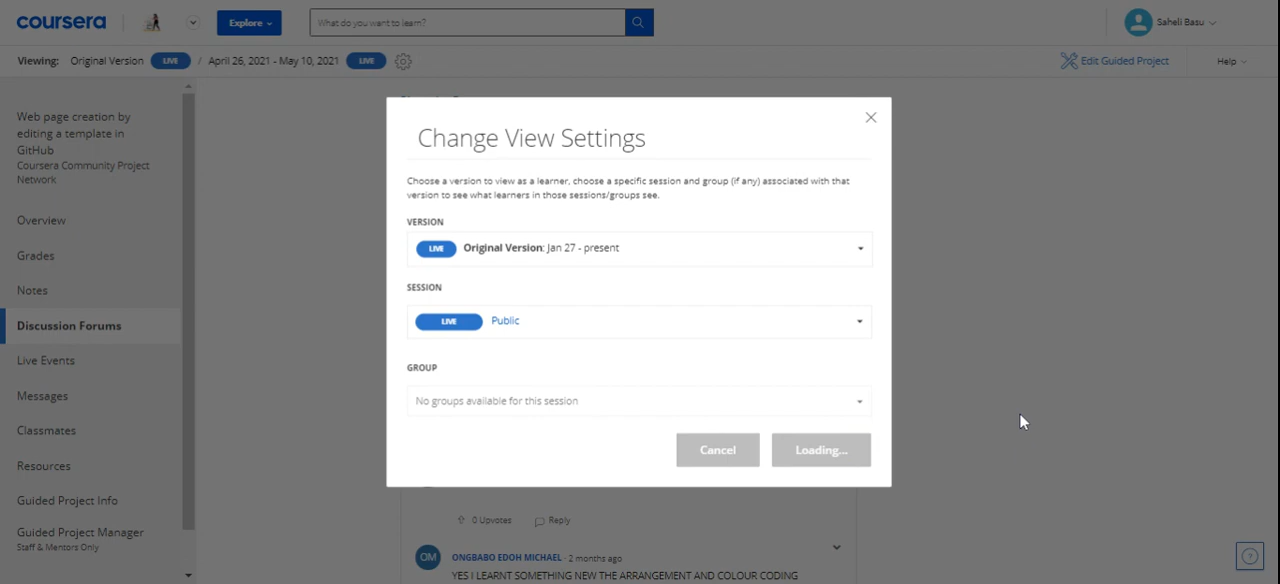 coursera
Explore
What do you want to learn?
Saheli Basu
Viewing: Original Version LIVE / April 26, 2021 - May 10, 2021 LIVE
Edit Guided Project
Help
Web page creation by
editing a template in
GitHub
Coursera Community Project
Network
Overview
Grades
Notes
Discussion Forums
Live Events
Messages
Classmates
Resources
Guided Project Info
Guided Project Manager
Staff & Mentors Only
Change View Settings
Choose a version to view as a learner, choose a specific session and group (if any) associated with that
version to see what learners in those sessions/groups see.
VERSION
LIVE Original Version: Jan 27 - present
SESSION
LIVE Public
GROUP
No groups available for this session
Cancel
Loading...
0 Upvotes
Reply
OM
ONGBABO EDOH MICHAEL · 2 months ago
YES I LEARNT SOMETHING NEW THE ARRANGEMENT AND COLOUR CODING